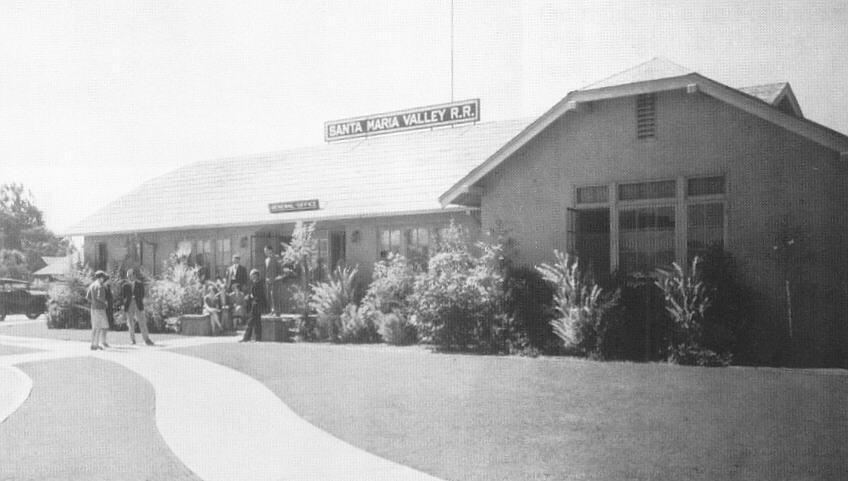 SANTA MARIA VALLEY R.R.
GENERAL OFFICE